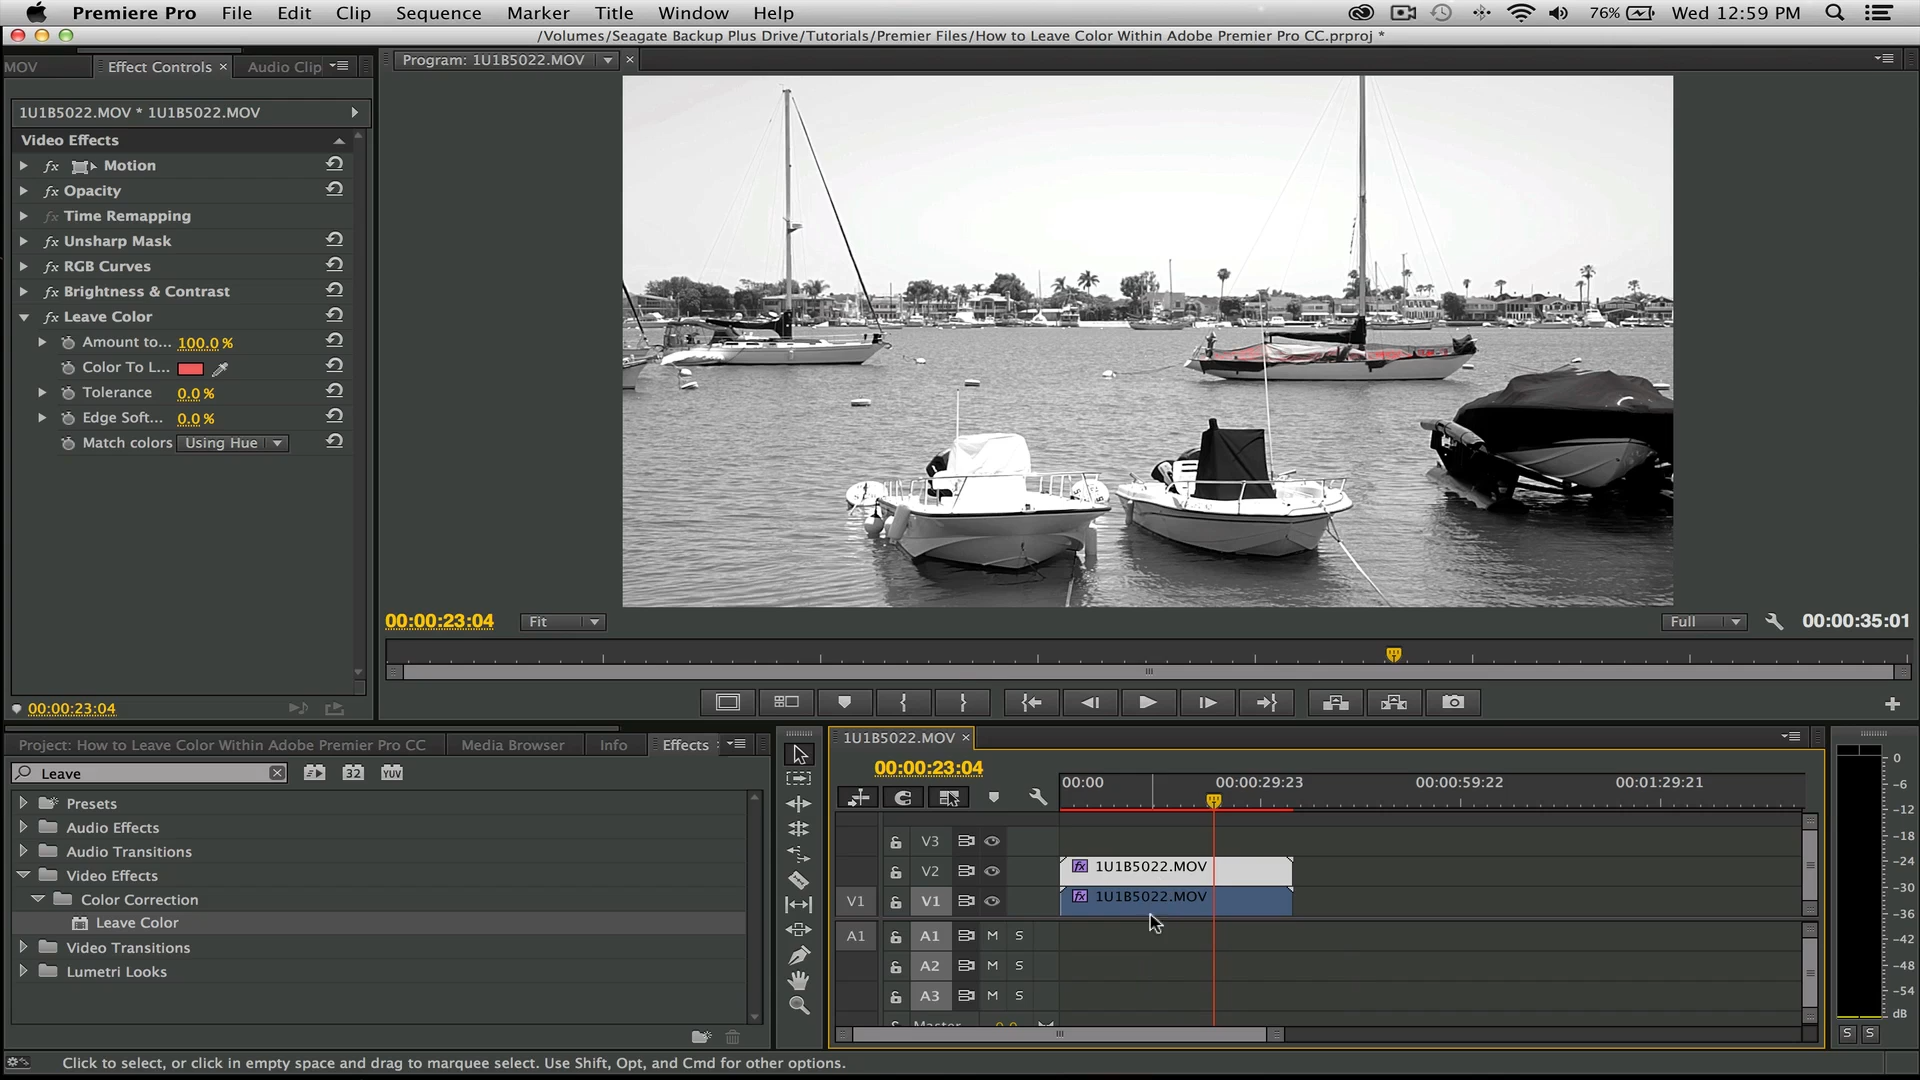 Premiere Pro File Edit Clip Sequence Marker Title Window Help 76% Wed 12:59 PM
/Volumes/Seagate Backup Plus Drive/Tutorials/Premier Files/How to Leave Color Within Adobe Premier Pro CC.prproj *
MOV Effect Controls × Audio Clip
Program: 1U1B5022.MOV ×
1U1B5022.MOV * 1U1B5022.MOV
Video Effects
fx Motion
fx Opacity
fx Time Remapping
fx Unsharp Mask
fx RGB Curves
fx Brightness & Contrast
fx Leave Color
Amount to... 100.0 %
Color To L...
Tolerance 0.0 %
Edge Soft... 0.0 %
Match colors Using Hue
00:00:23:04 Fit Full 00:00:35:01
00:00:23:04
Project: How to Leave Color Within Adobe Premier Pro CC Media Browser Info Effects
Leave 32 YUV
Presets
Audio Effects
Audio Transitions
Video Effects
Color Correction
Leave Color
Video Transitions
Lumetri Looks
1U1B5022.MOV ×
00:00:23:04
00:00 00:00:29:23 00:00:59:22 00:01:29:21
V3
V2 fx 1U1B5022.MOV
V1 V1 fx 1U1B5022.MOV
A1 A1 M S
A2 M S
A3 M S
Master 0.0
0
-6
-12
-18
-24
-30
-36
-42
-48
-54
dB
S S
Click to select, or click in empty space and drag to marquee select. Use Shift, Opt, and Cmd for other options.